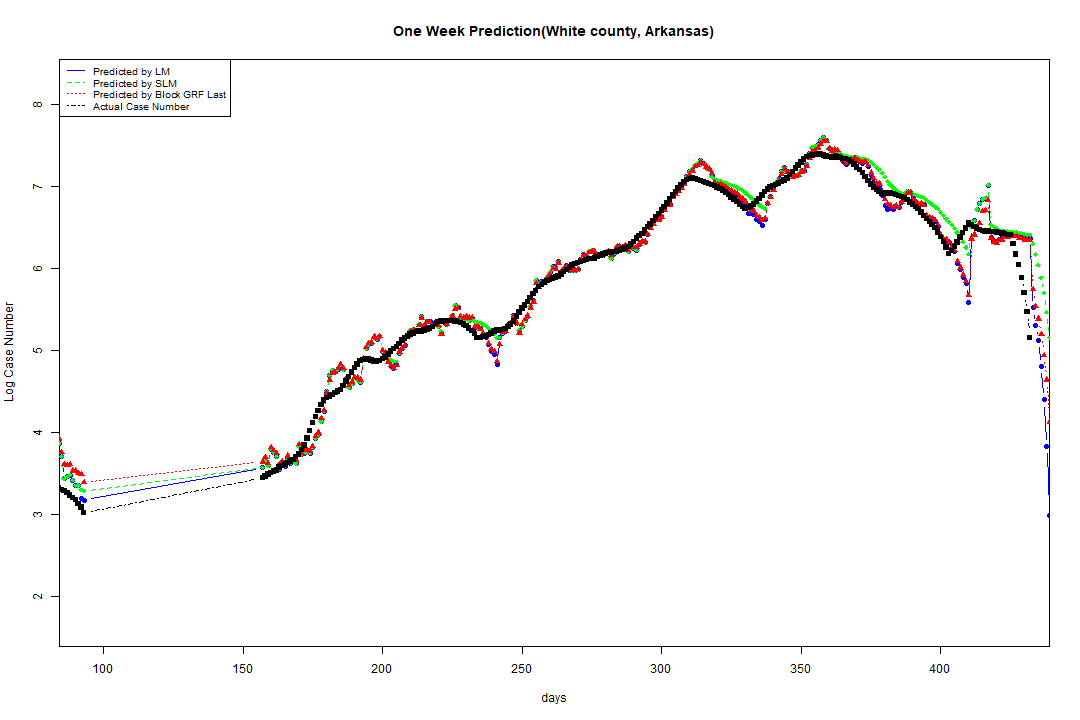 One Week Prediction(White county, Arkansas)
Predicted by LM
Predicted by SLM
Predicted by Block GRF Last
Actual Case Number
8
7
6
5
4
3
2
Log Case Number
100 150 200 250 300 350 400
days